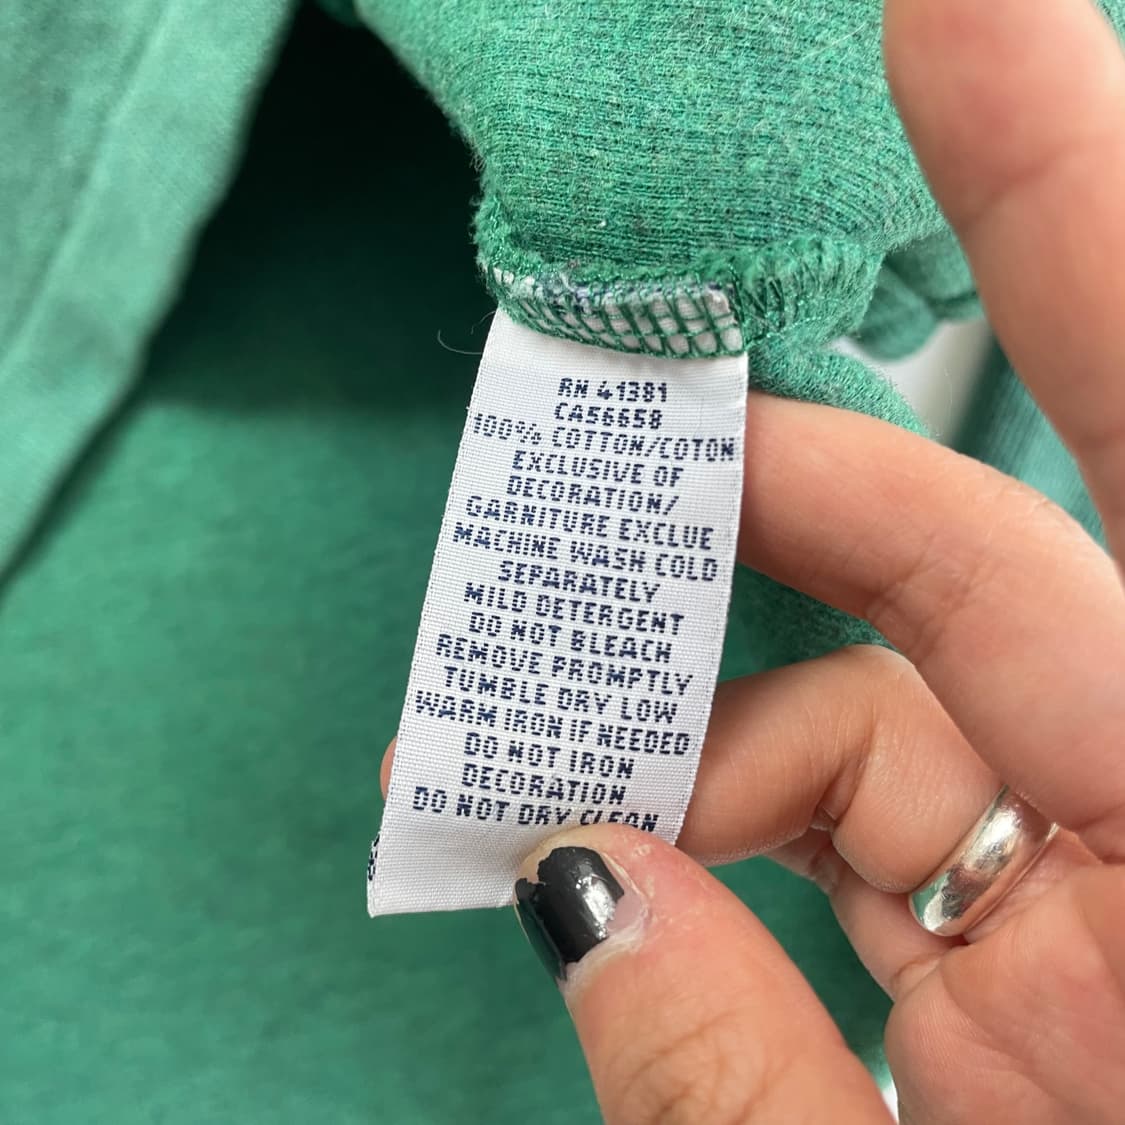 RN 41381
CA56658
100% COTTON/COTON
EXCLUSIVE OF
DECORATION/
GARNITURE EXCLUE
MACHINE WASH COLD
SEPARATELY
MILD DETERGENT
DO NOT BLEACH
REMOVE PROMPTLY
TUMBLE DRY LOW
WARM IRON IF NEEDED
DO NOT IRON
DECORATION
DO NOT DRY CLEAN